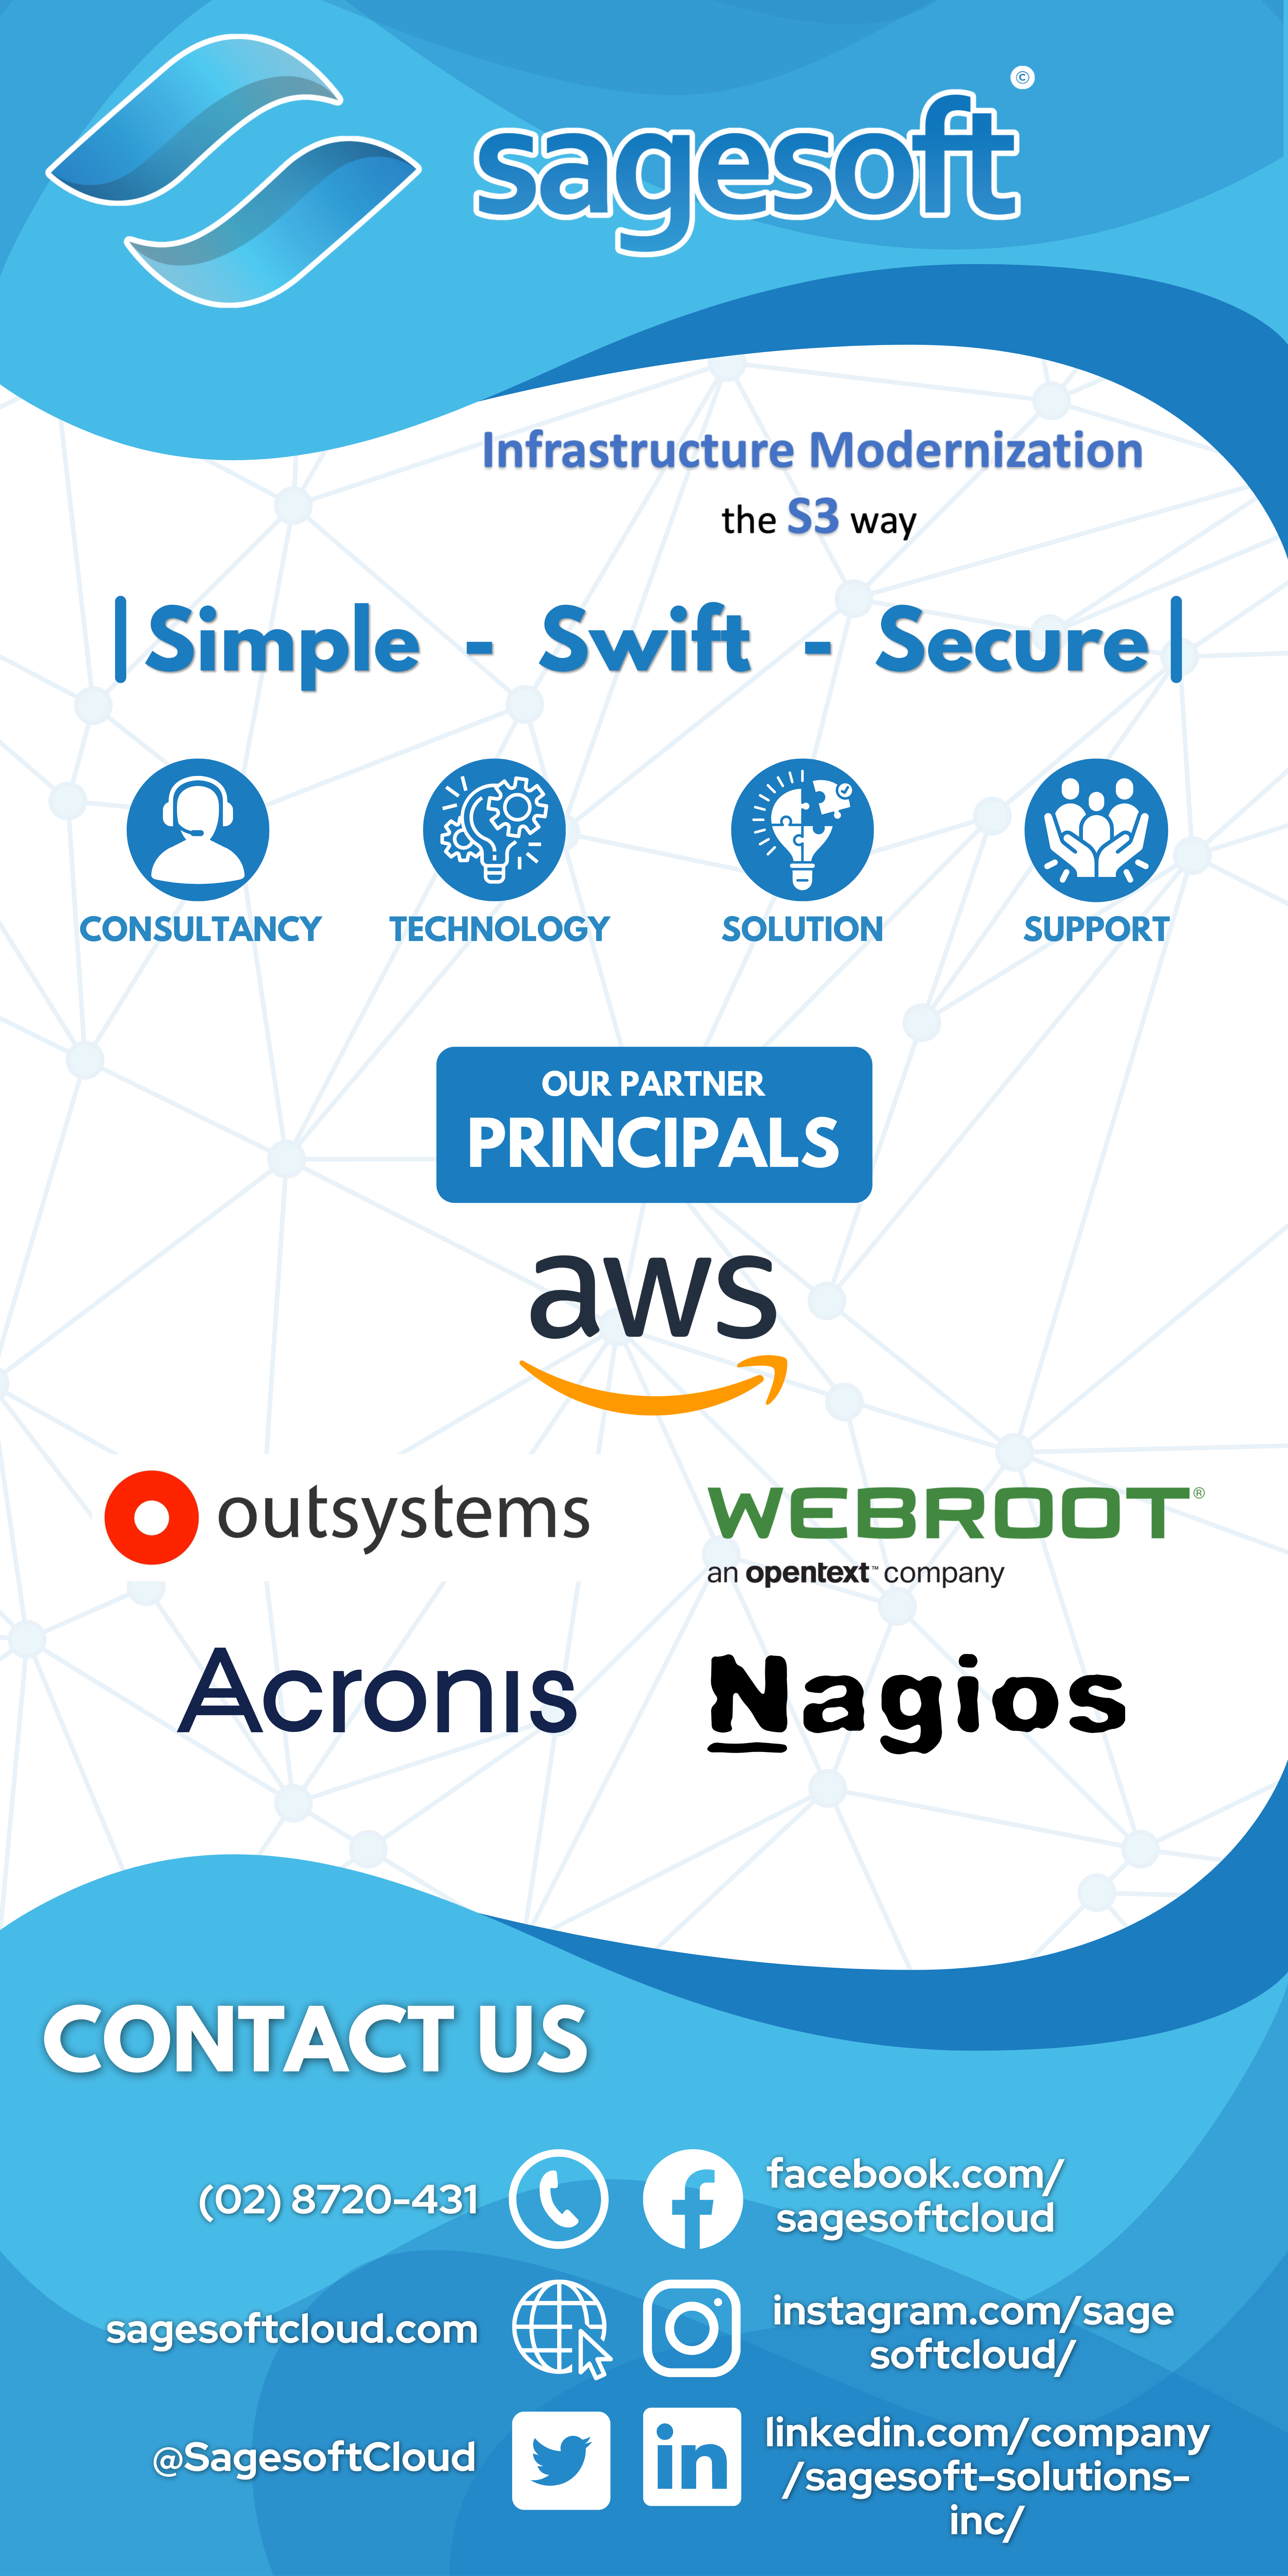 sagesoft ©
Infrastructure Modernization
the S3 way
|Simple - Swift - Secure|
CONSULTANCY
TECHNOLOGY
SOLUTION
SUPPORT
OUR PARTNER
PRINCIPALS
aws
outsystems
WEBROOT®
an opentext™ company
Acronis
Nagios
CONTACT US
(02) 8720-431
facebook.com/
sagesoftcloud
sagesoftcloud.com
instagram.com/sage
softcloud/
@SagesoftCloud
linkedin.com/company
/sagesoft-solutions-
inc/